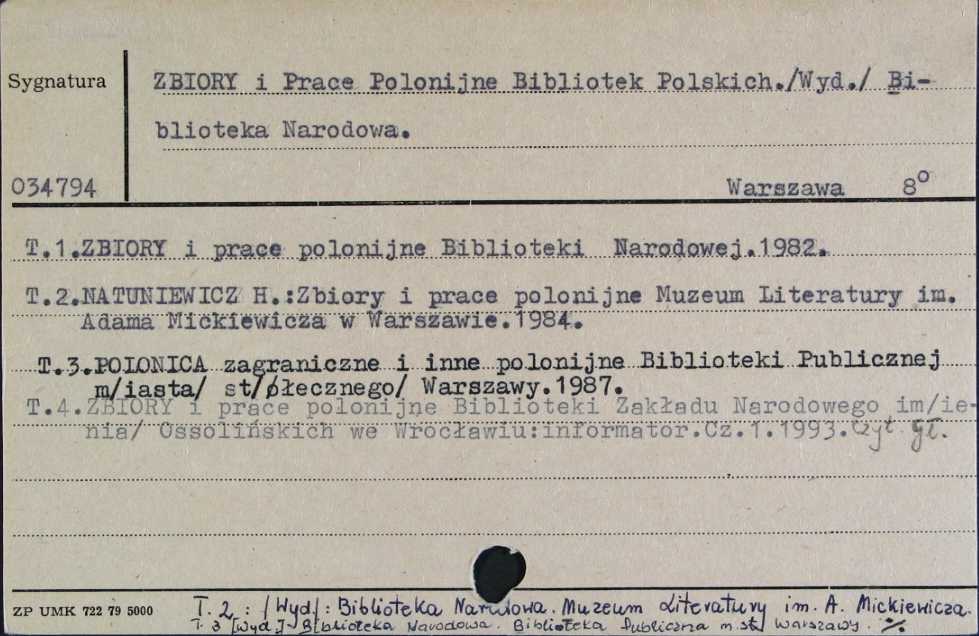 Sygnatura
ZBIORY i Prace Polonijne Bibliotek Polskich./Wyd./ Bi-
blioteka Narodowa.
034794
Warszawa 8°
T.1.ZBIORY i prace polonijne Biblioteki Narodowej.1982.
T.2.NATUNIEWICZ H.:Zbiory i prace polonijne Muzeum Literatury im.
Adama Mickiewicza w Warszawie.1984.
T.3.POLONICA zagraniczne i inne polonijne Biblioteki Publicznej
m/iasta/ st/ołecznego/ Warszawy.1987.
T.4.ZBIORY i prace polonijne Biblioteki Zakładu Narodowego im/ie-
nia/ Ossolińskich we Wrocławiu:informator.Cz.1.1993. Czyt. gł.
ZP UMK 722 79 5000
T. 2 : [Wyd]: Biblioteka Narodowa. Muzeum Literatury im. A. Mickiewicza.
T. 3 [Wyd.] Biblioteka Narodowa. Biblioteka Publiczna m. st. Warszawy.